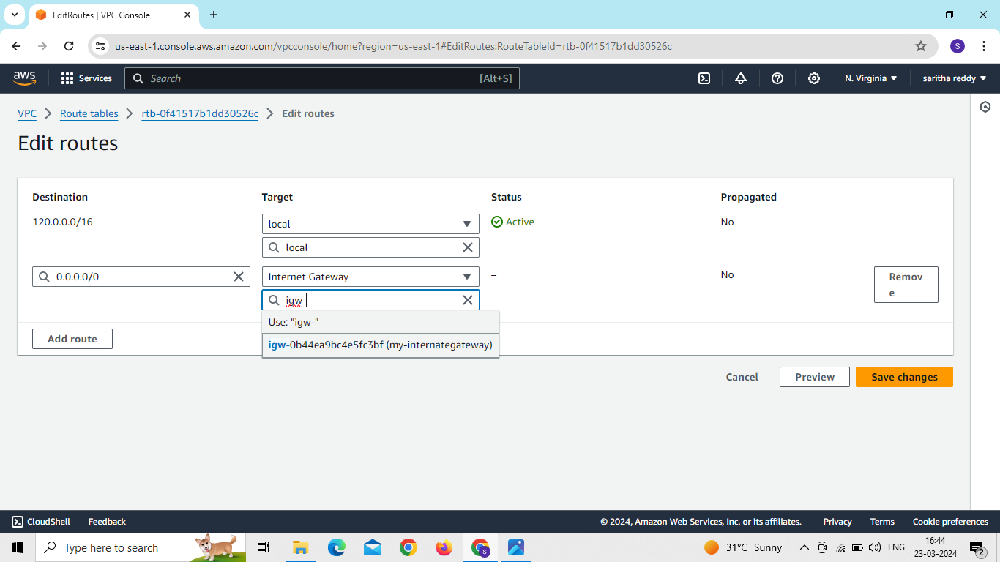 EditRoutes | VPC Console
us-east-1.console.aws.amazon.com/vpcconsole/home?region=us-east-1#EditRoutes:RouteTableId=rtb-0f41517b1dd30526c
S
aws
Services
Search
[Alt+S]
N. Virginia
saritha reddy
VPC
Route tables
rtb-0f41517b1dd30526c
Edit routes
Edit routes
Destination
Target
Status
Propagated
120.0.0.0/16
local
Active
No
local
0.0.0.0/0
Internet Gateway
–
No
Remov
e
igw-
Use: "igw-"
igw-0b44ea9bc4e5fc3bf (my-internategateway)
Add route
Cancel
Preview
Save changes
CloudShell
Feedback
© 2024, Amazon Web Services, Inc. or its affiliates.
Privacy
Terms
Cookie preferences
Type here to search
S
31°C Sunny
ENG
16:44
23-03-2024
2